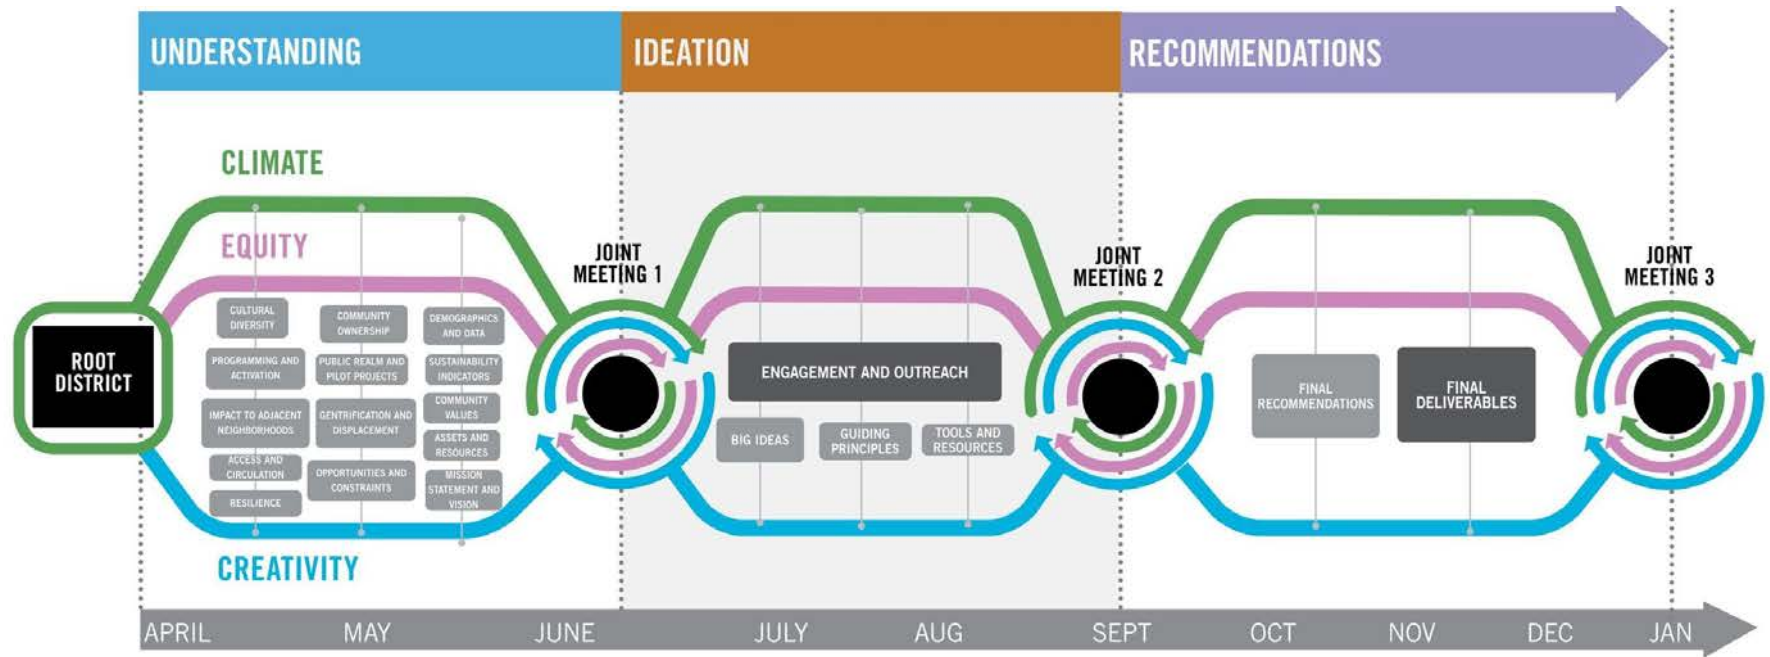 UNDERSTANDING
IDEATION
RECOMMENDATIONS
CLIMATE
EQUITY
CREATIVITY
ROOT
DISTRICT
CULTURAL
DIVERSITY
PROGRAMMING AND
ACTIVATION
IMPACT TO ADJACENT
NEIGHBORHOODS
ACCESS AND
CIRCULATION
RESILIENCE
COMMUNITY
OWNERSHIP
PUBLIC REALM AND
PILOT PROJECTS
GENTRIFICATION AND
DISPLACEMENT
OPPORTUNITIES AND
CONSTRAINTS
DEMOGRAPHICS
AND DATA
SUSTAINABILITY
INDICATORS
COMMUNITY
VALUES
ASSETS AND
RESOURCES
MISSION
STATEMENT AND
VISION
JOINT
MEETING 1
ENGAGEMENT AND OUTREACH
BIG IDEAS
GUIDING
PRINCIPLES
TOOLS AND
RESOURCES
JOINT
MEETING 2
FINAL
RECOMMENDATIONS
FINAL
DELIVERABLES
JOINT
MEETING 3
APRIL
MAY
JUNE
JULY
AUG
SEPT
OCT
NOV
DEC
JAN